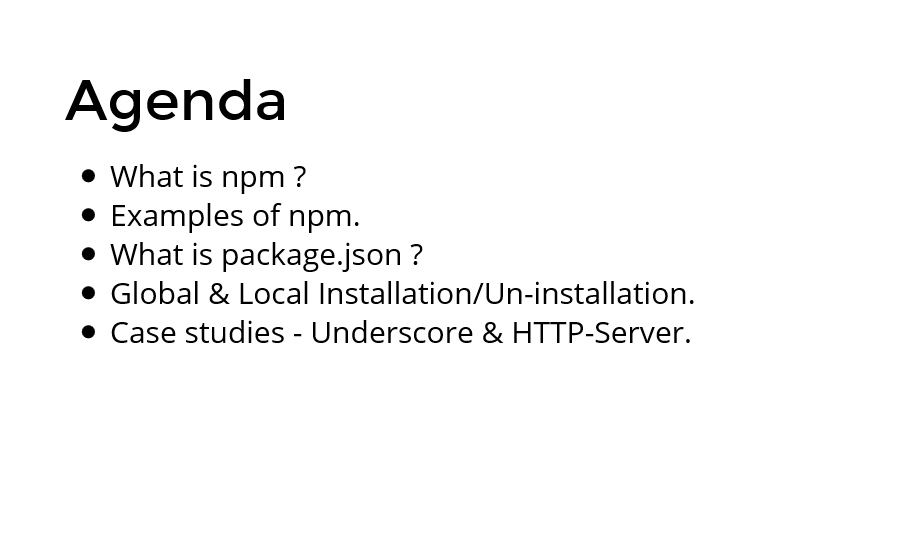 Agenda
What is npm ?
Examples of npm.
What is package.json ?
Global & Local Installation/Un-installation.
Case studies - Underscore & HTTP-Server.